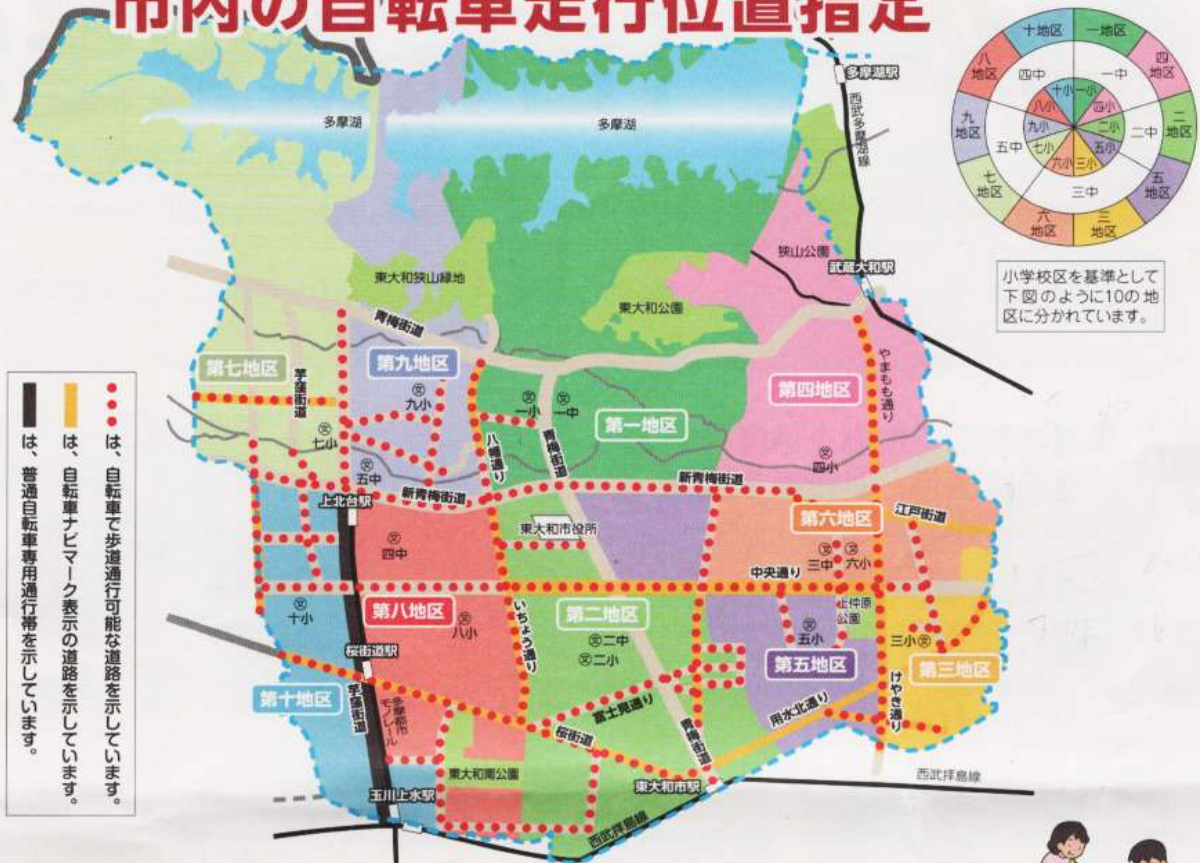 市内の自転車走行位置指定
多摩湖
多摩湖
多摩湖駅
西武多摩湖線
狭山公園
武蔵大和駅
東大和狭山緑地
東大和公園
青梅街道
第七地区
芋窪街道
第九地区
九小
一小
一中
第一地区
第四地区
やまもも通り
七小
五中
八幡通り
青梅街道
四小
新青梅街道
新青梅街道
上北台駅
四中
東大和市役所
第六地区
江戸街道
三中
六小
中央通り
十小
第八地区
八小
いちょう通り
第二地区
二中
二小
五小
上仲原公園
三小
第三地区
第五地区
桜街道駅
第十地区
芋窪街道
多摩都市モノレール
富士見通り
用水北通り
けやき通り
桜街道
青梅街道
東大和南公園
東大和市駅
玉川上水駅
西武拝島線
西武拝島線
十地区
一地区
四地区
二地区
五地区
三地区
六地区
七地区
九地区
八地区
四中
一中
二中
三中
五中
十小
一小
四小
二小
五小
三小
六小
七小
九小
八小
小学校区を基準として
下図のように10の地
区に分かれています。
は、自転車で歩道通行可能な道路を示しています。
は、自転車ナビマーク表示の道路を示しています。
は、普通自転車専用通行帯を示しています。